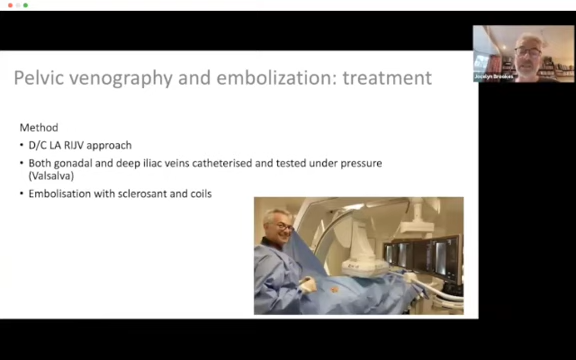 Pelvic venography and embolization: treatment
Jocelyn Brookes
Method
• D/C LA RIJV approach
• Both gonadal and deep iliac veins catheterised and tested under pressure
(Valsalva)
• Embolisation with sclerosant and coils